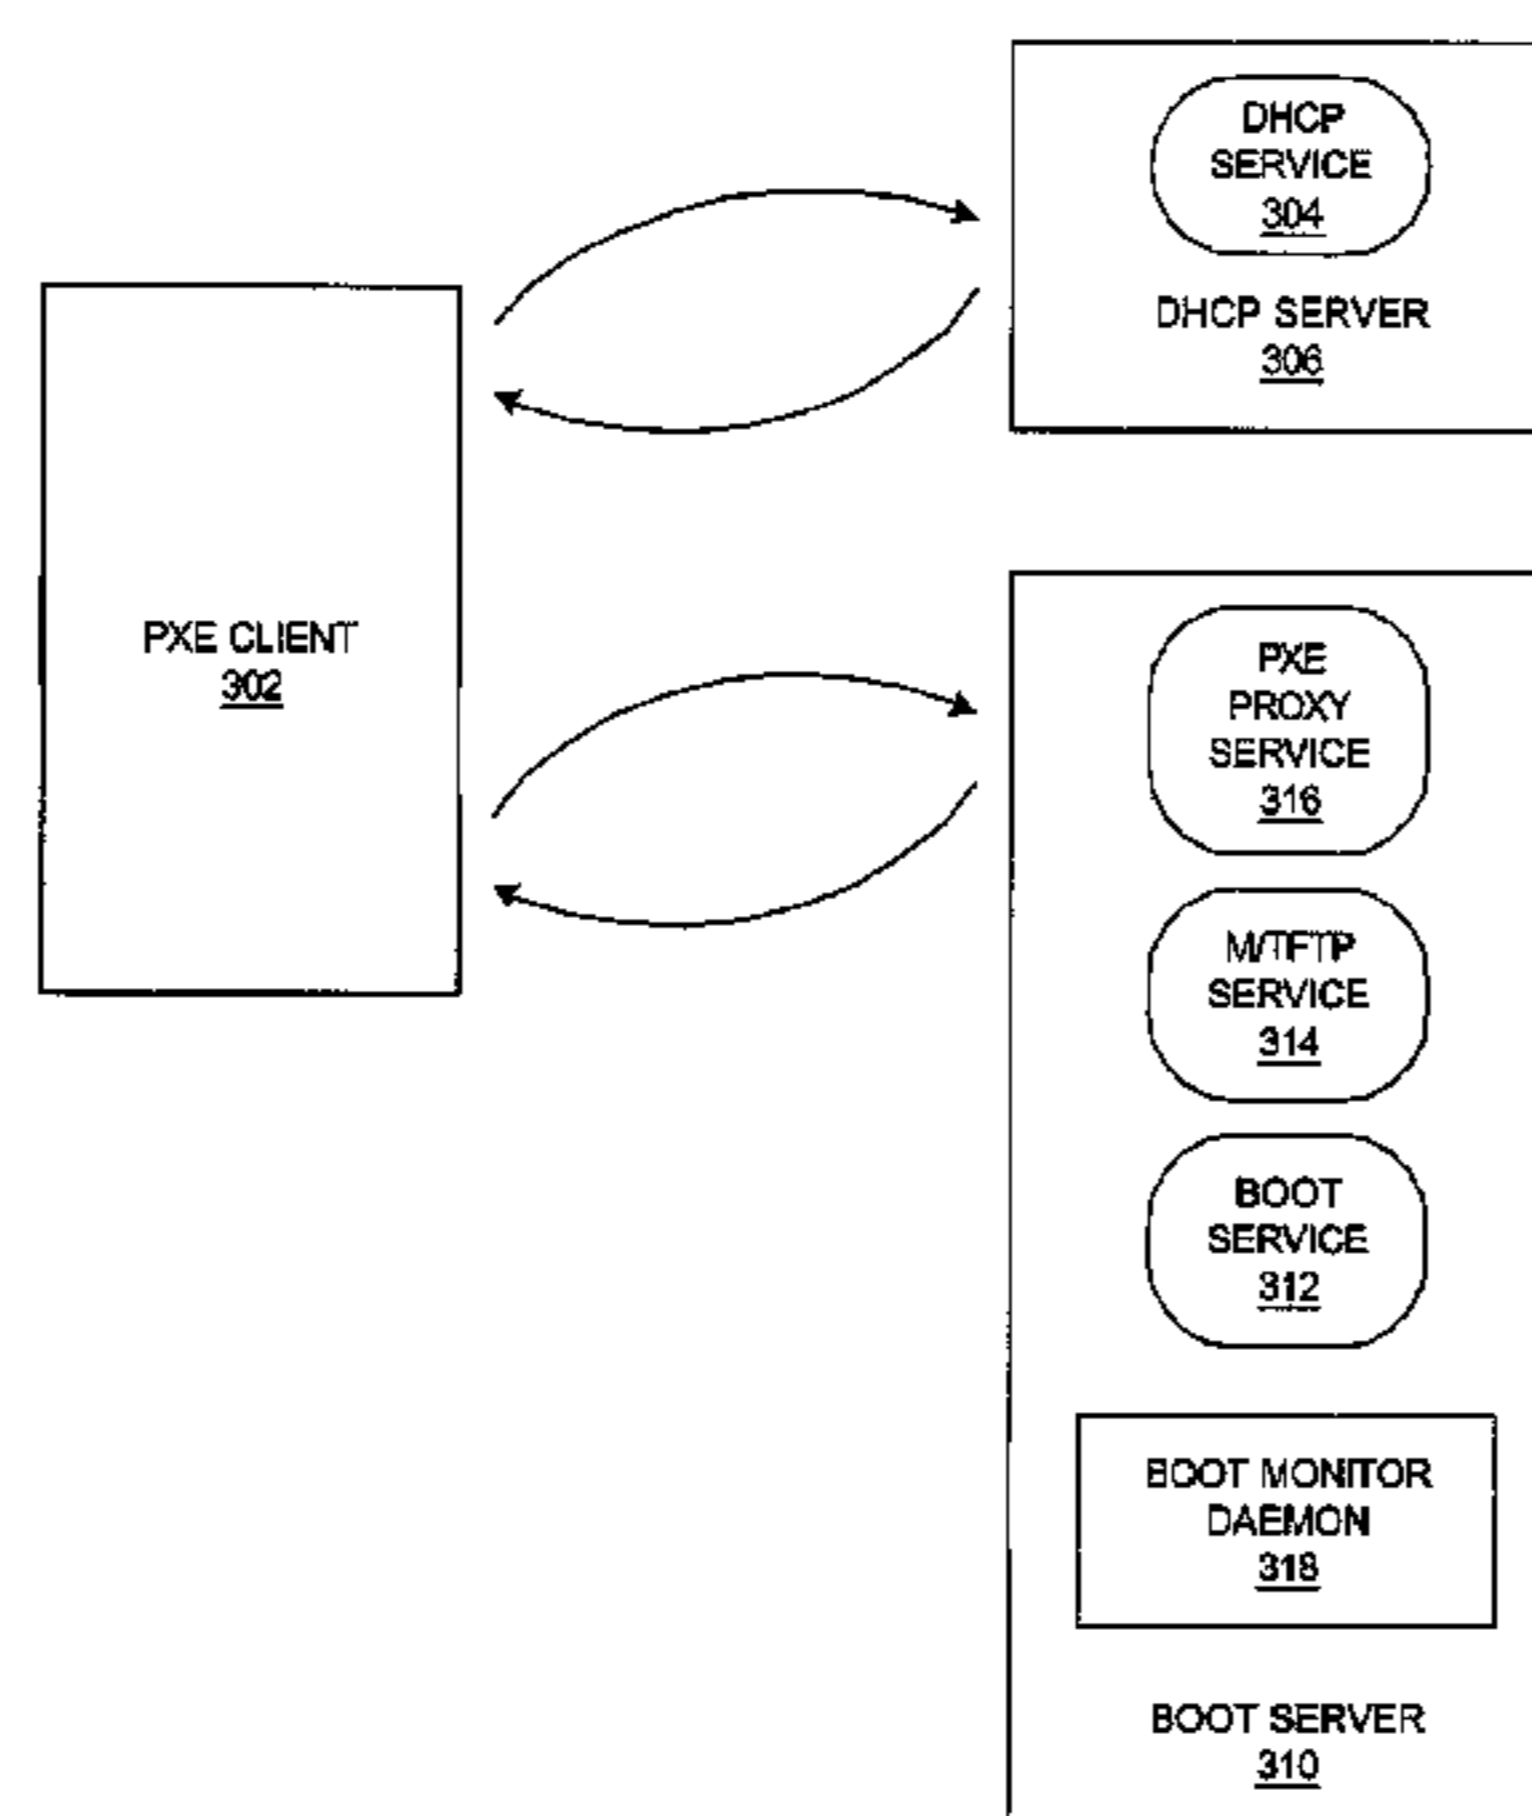 DHCP
SERVICE
304
DHCP SERVER
306
PXE CLIENT
302
PXE
PROXY
SERVICE
316
M/TFTP
SERVICE
314
BOOT
SERVICE
312
BOOT MONITOR
DAEMON
318
BOOT SERVER
310